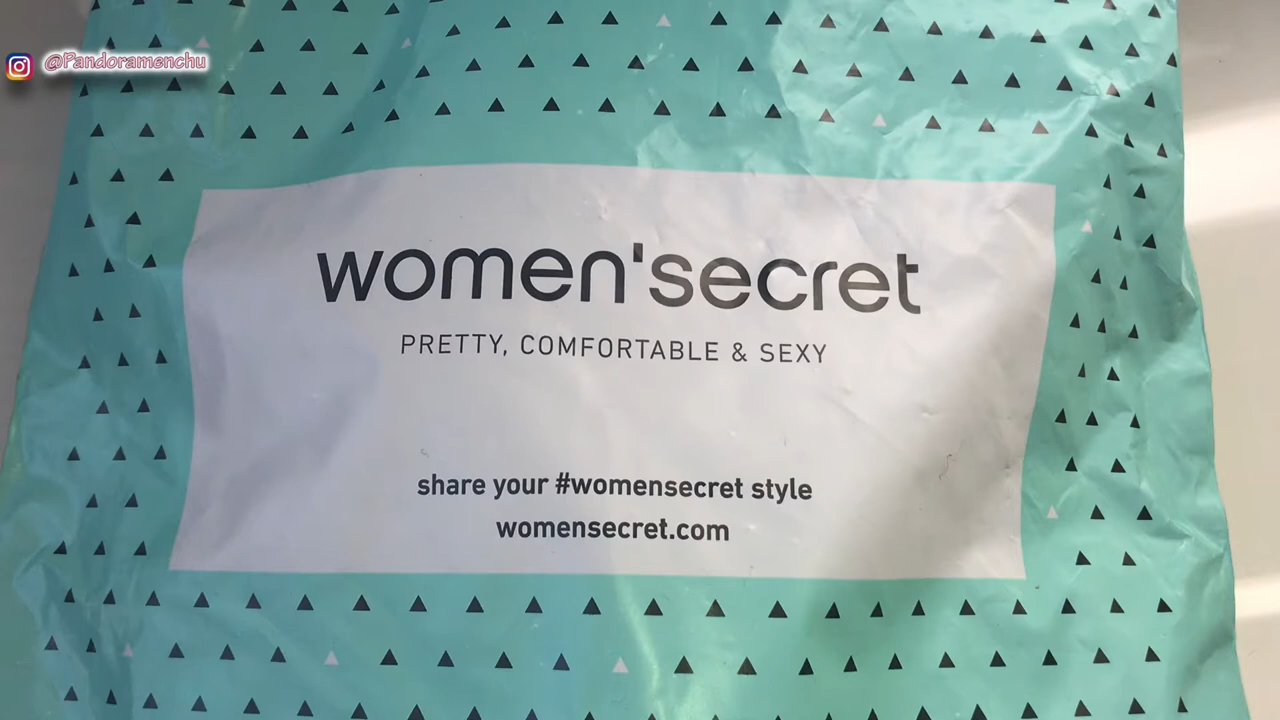 @Pandoramenchu
women'secret
PRETTY, COMFORTABLE & SEXY
share your #womensecret style
womensecret.com